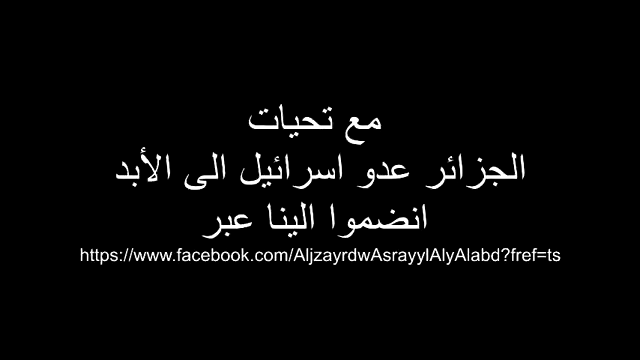 مع تحيات
الجزائر عدو اسرائيل الى الأبد
انضموا الينا عبر
https://www.facebook.com/AljzayrdwAsrayylAlyAlabd?fref=ts